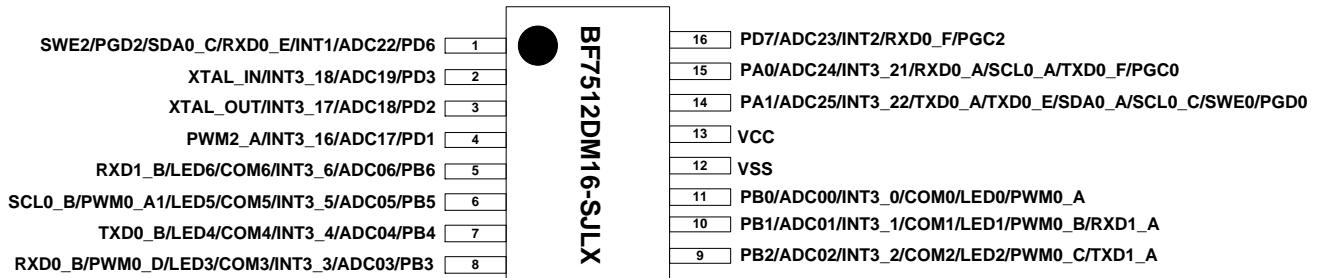 SWE2/PGD2/SDA0_C/RXD0_E/INT1/ADC22/PD6 1
XTAL_IN/INT3_18/ADC19/PD3 2
XTAL_OUT/INT3_17/ADC18/PD2 3
PWM2_A/INT3_16/ADC17/PD1 4
RXD1_B/LED6/COM6/INT3_6/ADC06/PB6 5
SCL0_B/PWM0_A1/LED5/COM5/INT3_5/ADC05/PB5 6
TXD0_B/LED4/COM4/INT3_4/ADC04/PB4 7
RXD0_B/PWM0_D/LED3/COM3/INT3_3/ADC03/PB3 8
BF7512DM16-SJLX
16 PD7/ADC23/INT2/RXD0_F/PGC2
15 PA0/ADC24/INT3_21/RXD0_A/SCL0_A/TXD0_F/PGC0
14 PA1/ADC25/INT3_22/TXD0_A/TXD0_E/SDA0_A/SCL0_C/SWE0/PGD0
13 VCC
12 VSS
11 PB0/ADC00/INT3_0/COM0/LED0/PWM0_A
10 PB1/ADC01/INT3_1/COM1/LED1/PWM0_B/RXD1_A
9 PB2/ADC02/INT3_2/COM2/LED2/PWM0_C/TXD1_A